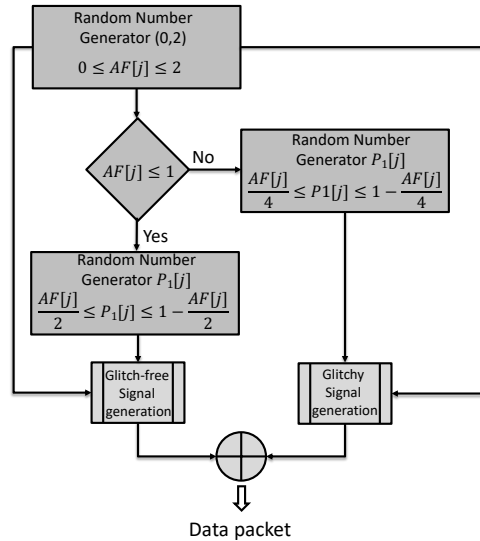 Random Number
Generator (0,2)
0 ≤ AF[j] ≤ 2
AF[j] ≤ 1
No
Random Number
Generator P₁[j]
AF[j]/4 ≤ P1[j] ≤ 1 − AF[j]/4
Yes
Random Number
Generator P₁[j]
AF[j]/2 ≤ P₁[j] ≤ 1 − AF[j]/2
Glitch-free
Signal
generation
Glitchy
Signal
generation
Data packet